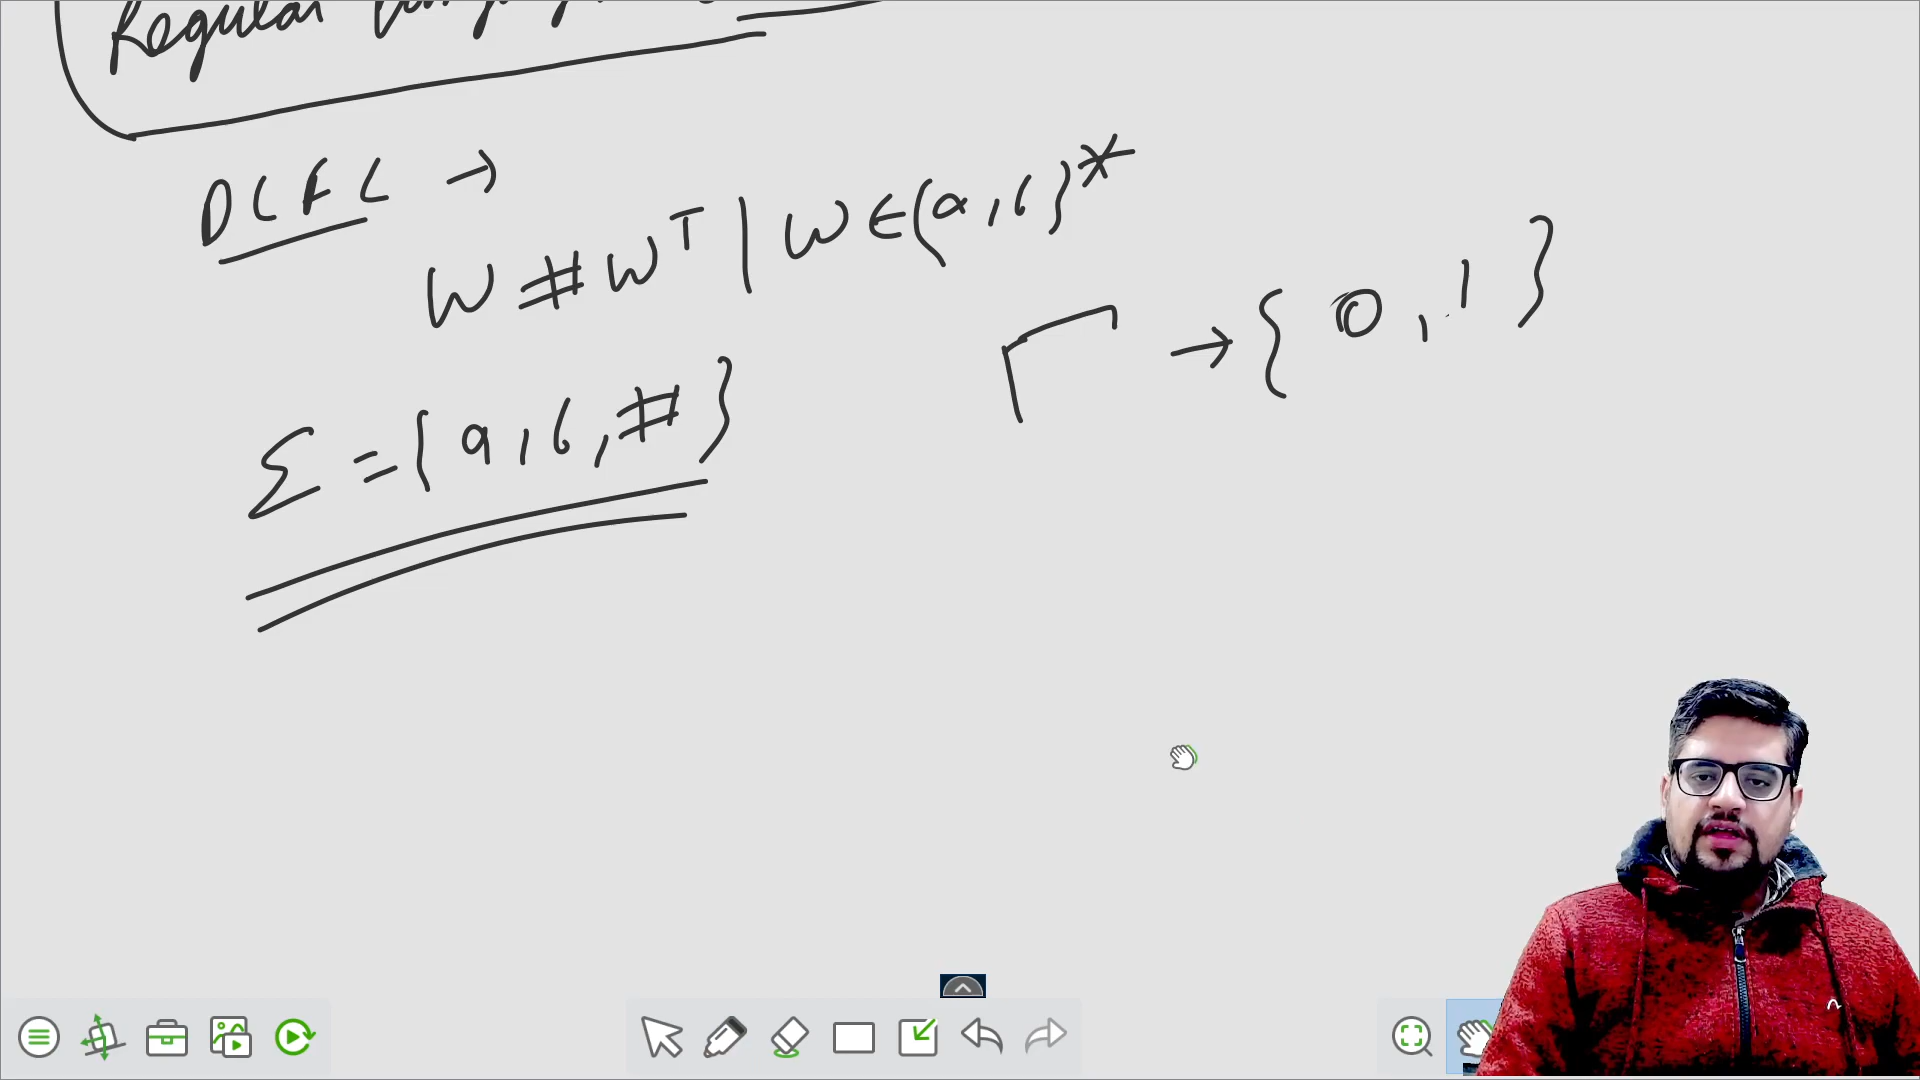 Regular
DCFL →
W # W^T | W ∈ {a, b}*
Γ → { 0, 1 }
Σ = { a, b, # }